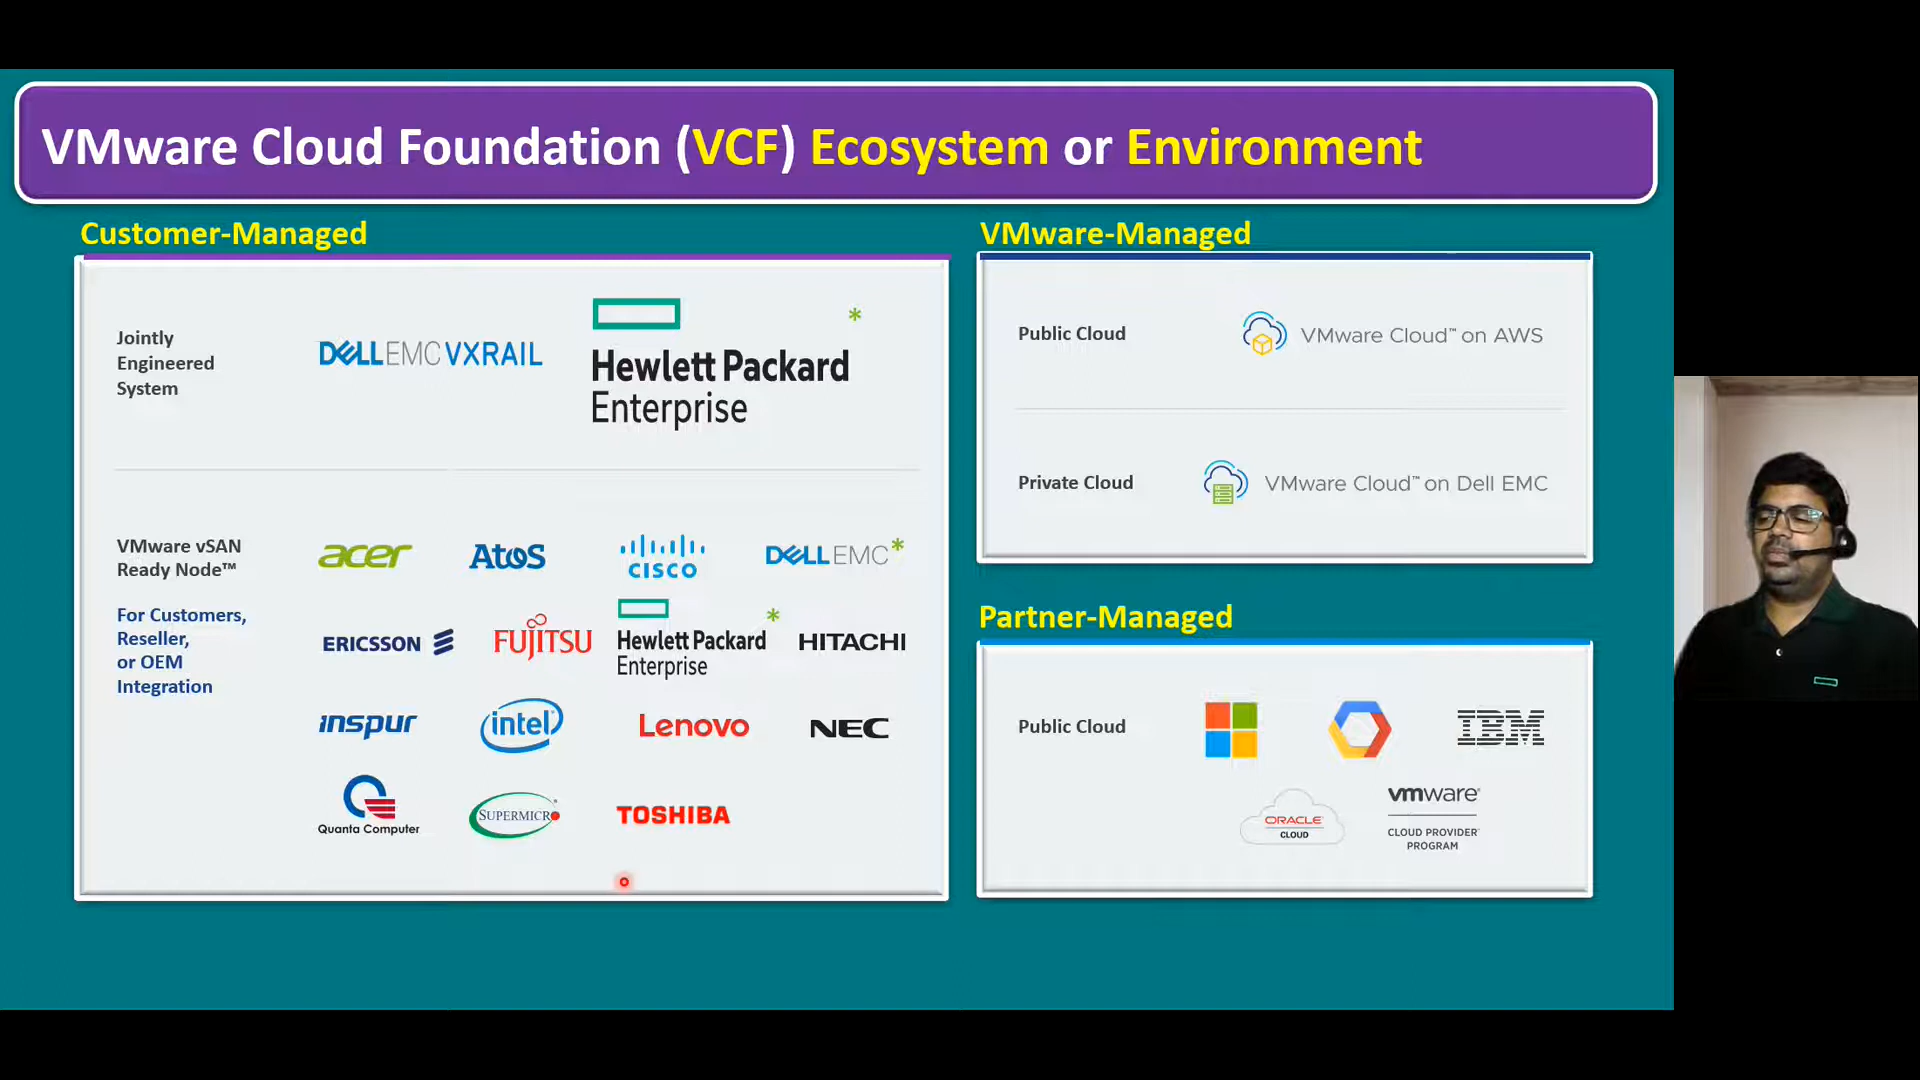 VMware Cloud Foundation (VCF) Ecosystem or Environment
Customer-Managed
Jointly
Engineered
System
DELLEMC VXRAIL
Hewlett Packard
Enterprise
*
VMware vSAN
Ready Node™
For Customers,
Reseller,
or OEM
Integration
acer
Atos
CISCO
DELLEMC*
ERICSSON
FUJITSU
Hewlett Packard
Enterprise
*
HITACHI
inspur
intel
Lenovo
NEC
Quanta Computer
SUPERMICRO
TOSHIBA
VMware-Managed
Public Cloud
VMware Cloud™ on AWS
Private Cloud
VMware Cloud™ on Dell EMC
Partner-Managed
Public Cloud
IBM
ORACLE
CLOUD
vmware
CLOUD PROVIDER
PROGRAM